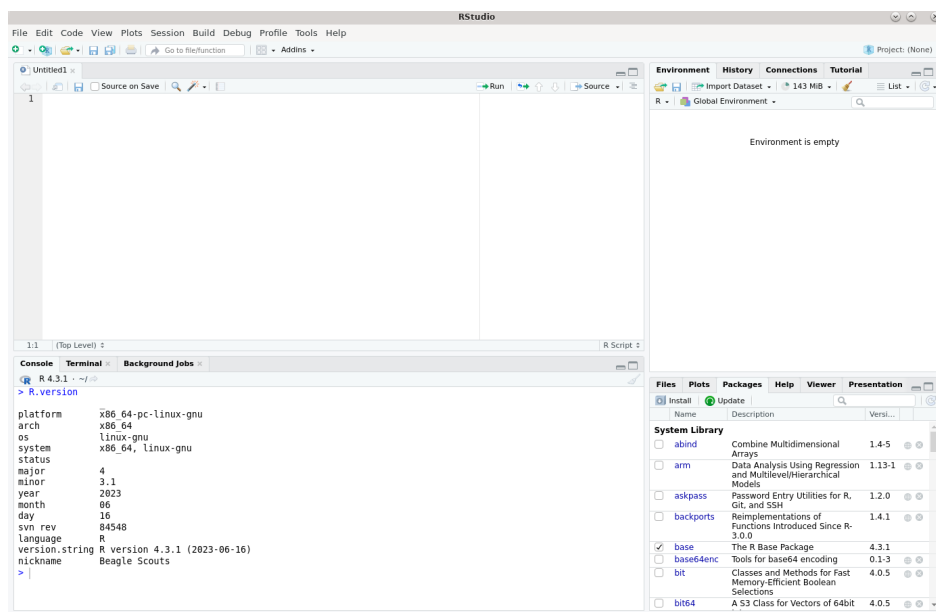 RStudio
File Edit Code View Plots Session Build Debug Profile Tools Help
Go to file/function Addins Project: (None)
Untitled1
Source on Save Run Source
1
1:1 (Top Level) R Script
Console Terminal Background Jobs
R 4.3.1 · ~/
> R.version
_
platform x86_64-pc-linux-gnu
arch x86_64
os linux-gnu
system x86_64, linux-gnu
status
major 4
minor 3.1
year 2023
month 06
day 16
svn rev 84548
language R
version.string R version 4.3.1 (2023-06-16)
nickname Beagle Scouts
>
Environment History Connections Tutorial
Import Dataset 143 MiB List
R Global Environment
Environment is empty
Files Plots Packages Help Viewer Presentation
Install Update
Name Description Versi...
System Library
abind Combine Multidimensional 1.4-5
Arrays
arm Data Analysis Using Regression 1.13-1
and Multilevel/Hierarchical
Models
askpass Password Entry Utilities for R, 1.2.0
Git, and SSH
backports Reimplementations of 1.4.1
Functions Introduced Since R-
3.0.0
base The R Base Package 4.3.1
base64enc Tools for base64 encoding 0.1-3
bit Classes and Methods for Fast 4.0.5
Memory-Efficient Boolean
Selections
bit64 A S3 Class for Vectors of 64bit 4.0.5